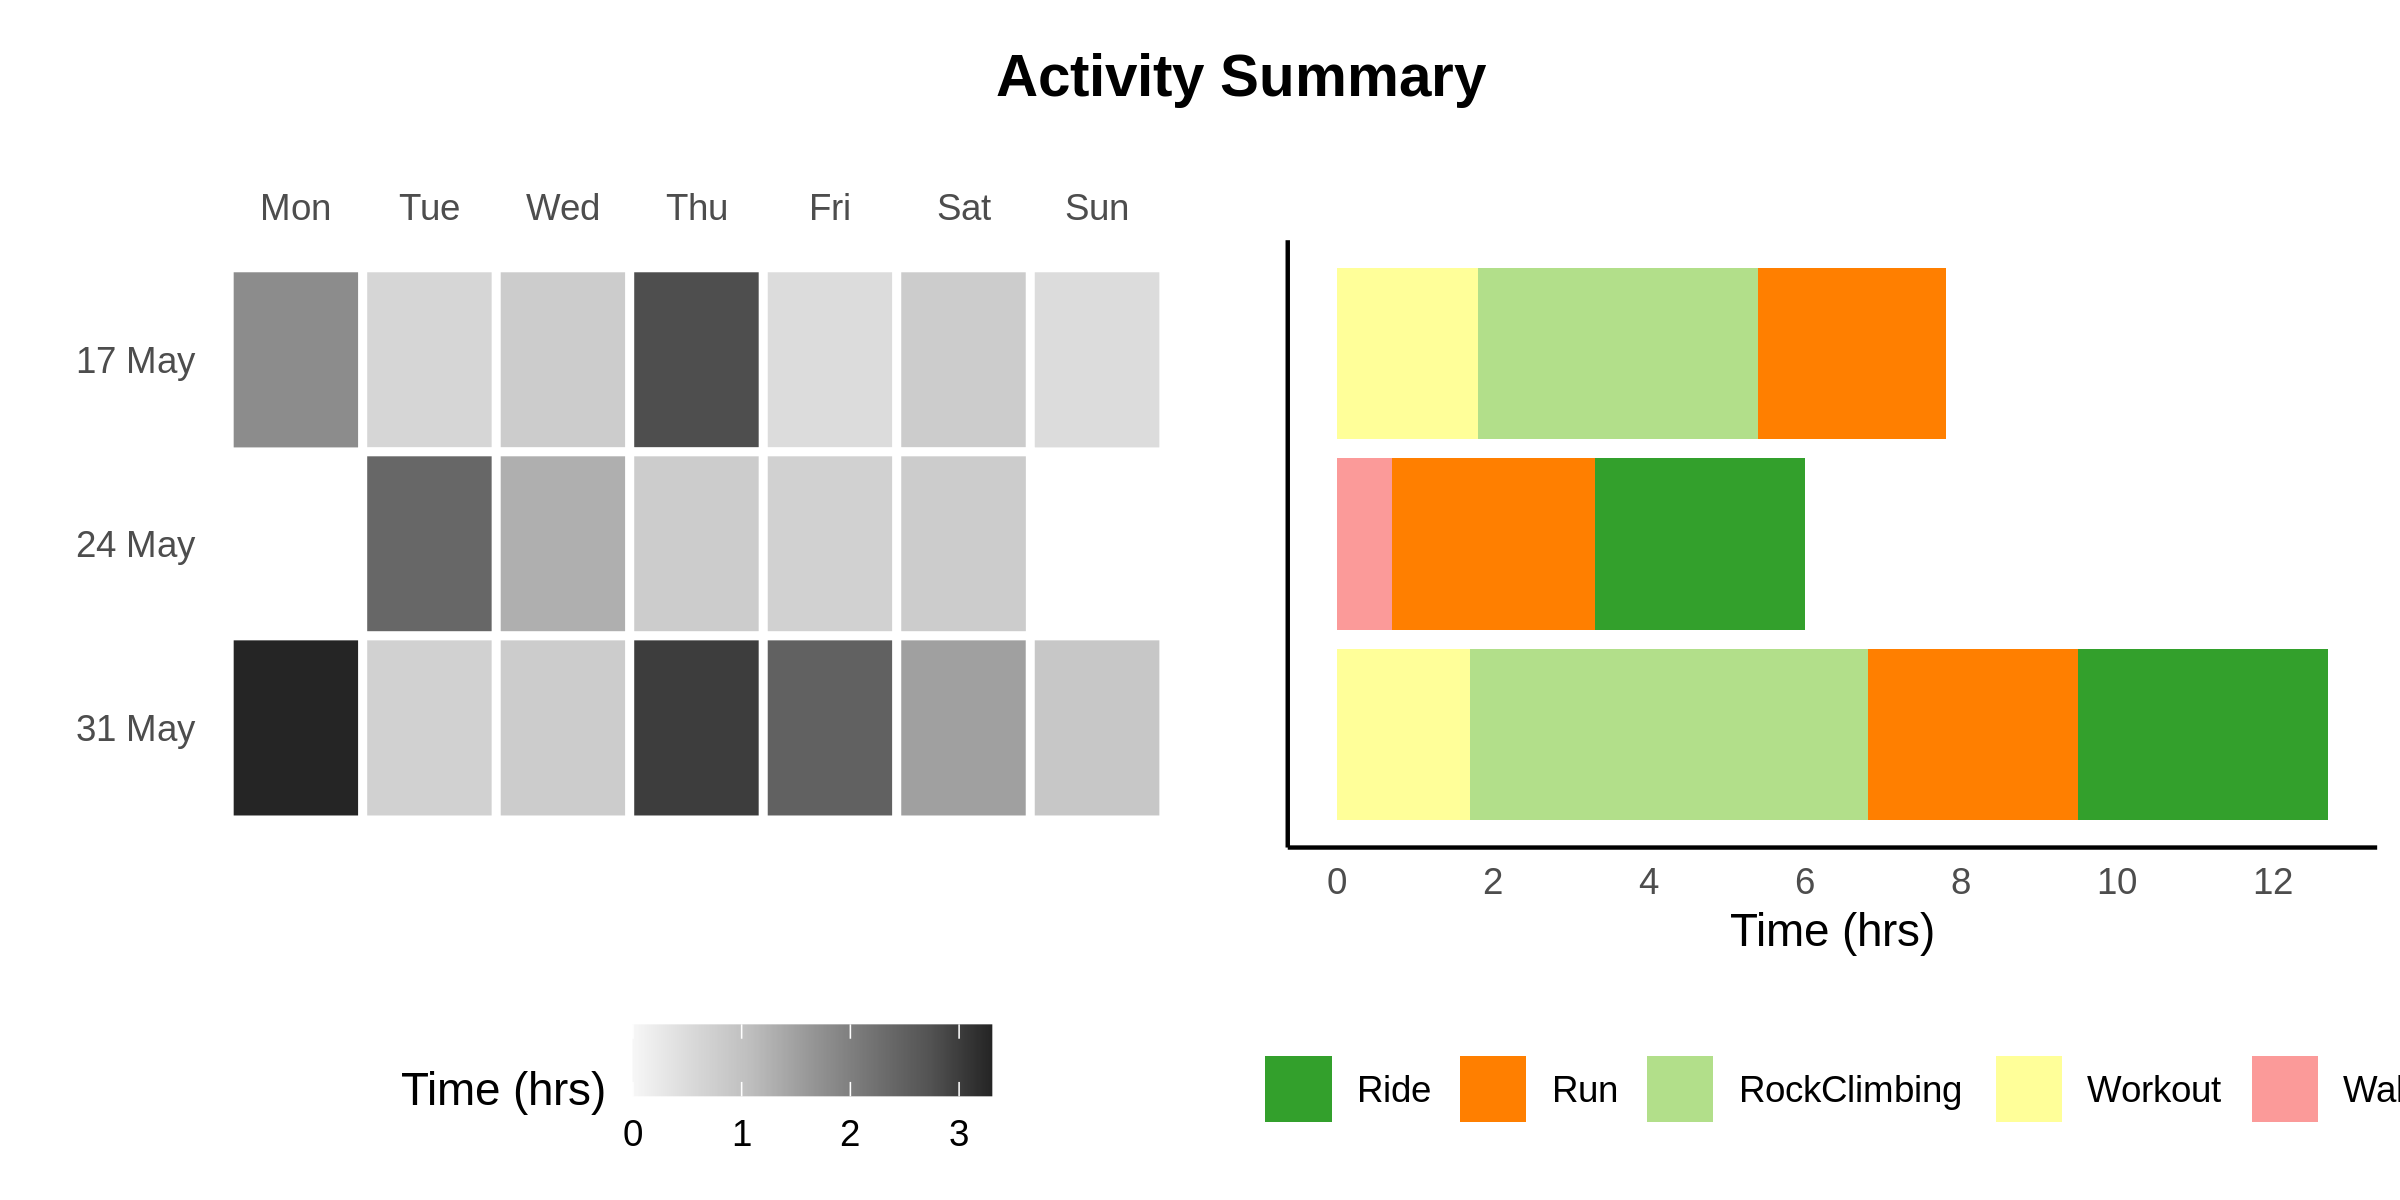 Activity Summary
Mon Tue Wed Thu Fri Sat Sun
17 May
24 May
31 May
0 2 4 6 8 10 12
Time (hrs)
Time (hrs)
0 1 2 3
Ride Run RockClimbing Workout